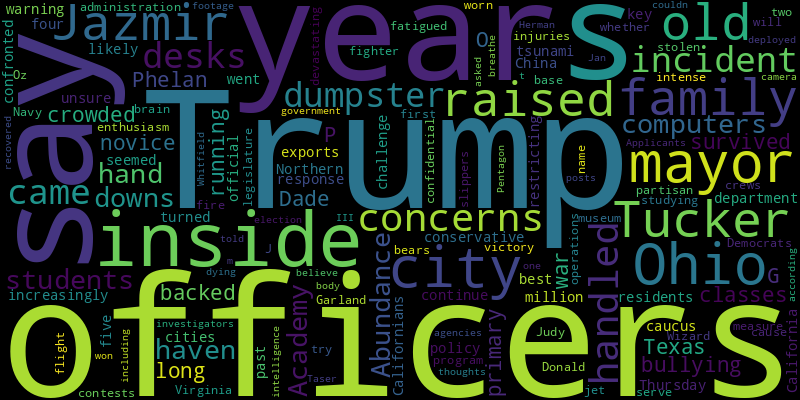 warning
administration
Jazmir
years
worn
Herman
footage
couldn
key
two
will
deployed
confronted
four
likely
desks
devastating
fatigued
fighter
O
injuries
tsunami
whether
old
incident
stolen
Jan
camera
Oz
Phelan
went
asked
breathe
China
t
base
intense
say
unsure
Navy
brain
dumpster
raised
family
recovered
crowded
enthusiasm
government
first
computers
novice
Trump
survived
P
challenge
confidential
restricting
name
Applicants
seemed
hand
Whitfield
running
official
legislature
exports
Northern
response
slippers
Pentagon
mayor
posts
partisan
crews
studying
department
came
downs
fire
Dade
turned
election
III
concerns
museum
Tucker
inside
told
J
conservative
operations
Democrats
according
m
dying
bears
victory
war
handled
Ohio
students
believe
body
Abundance
city
one
best
G
increasingly
backed
Academy
Garland
Californians
continue
million
residents
classes
officers
flight
five
including
investigators
cities
intelligence
past
agencies
primary
Judy
caucus
measure
California
Wizard
cause
won
haven
try
policy
program
Texas
bullying
long
Taser
thoughts
Donald
Thursday
contests
Virginia
jet
serve